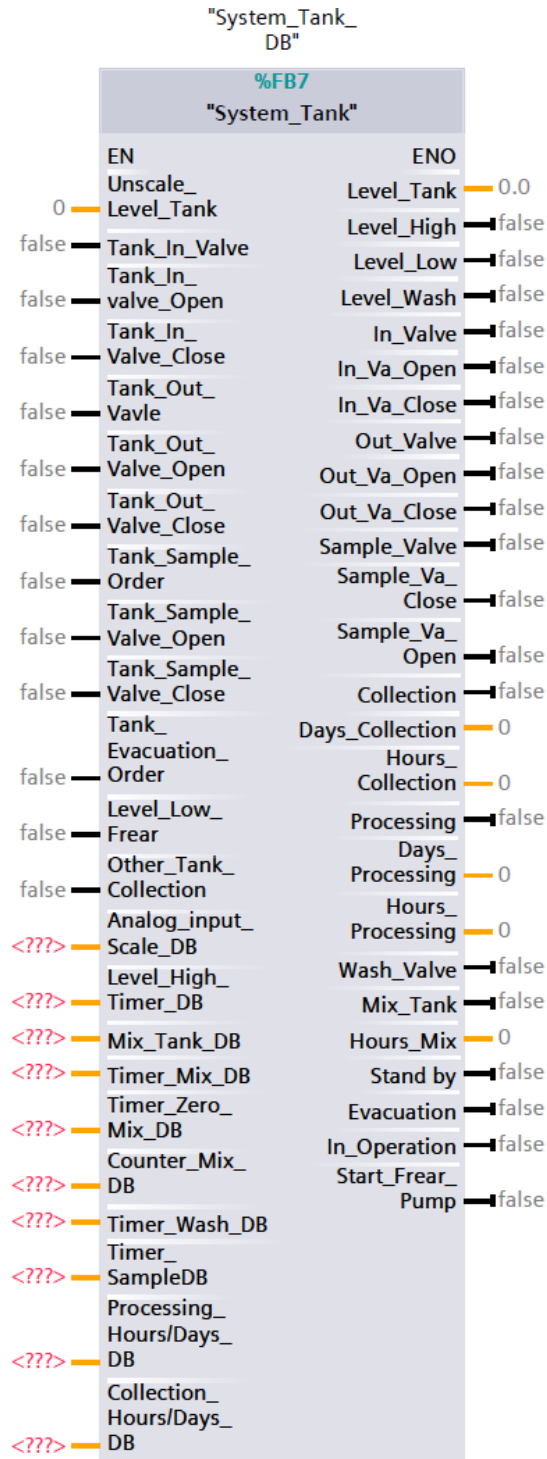 "System_Tank_
DB"
%FB7
"System_Tank"
EN
ENO
0
Unscale_
Level_Tank
false
Tank_In_Valve
false
Tank_In_
valve_Open
false
Tank_In_
Valve_Close
false
Tank_Out_
Vavle
false
Tank_Out_
Valve_Open
false
Tank_Out_
Valve_Close
false
Tank_Sample_
Order
false
Tank_Sample_
Valve_Open
false
Tank_Sample_
Valve_Close
false
Tank_
Evacuation_
Order
false
Level_Low_
Frear
false
Other_Tank_
Collection
<???>
Analog_input_
Scale_DB
<???>
Level_High_
Timer_DB
<???>
Mix_Tank_DB
<???>
Timer_Mix_DB
<???>
Timer_Zero_
Mix_DB
<???>
Counter_Mix_
DB
<???>
Timer_Wash_DB
<???>
Timer_
SampleDB
<???>
Processing_
Hours/Days_
DB
<???>
Collection_
Hours/Days_
DB
Level_Tank
0.0
Level_High
false
Level_Low
false
Level_Wash
false
In_Valve
false
In_Va_Open
false
In_Va_Close
false
Out_Valve
false
Out_Va_Open
false
Out_Va_Close
false
Sample_Valve
false
Sample_Va_
Close
false
Sample_Va_
Open
false
Collection
false
Days_Collection
0
Hours_
Collection
0
Processing
false
Days_
Processing
0
Hours_
Processing
0
Wash_Valve
false
Mix_Tank
false
Hours_Mix
0
Stand by
false
Evacuation
false
In_Operation
false
Start_Frear_
Pump
false